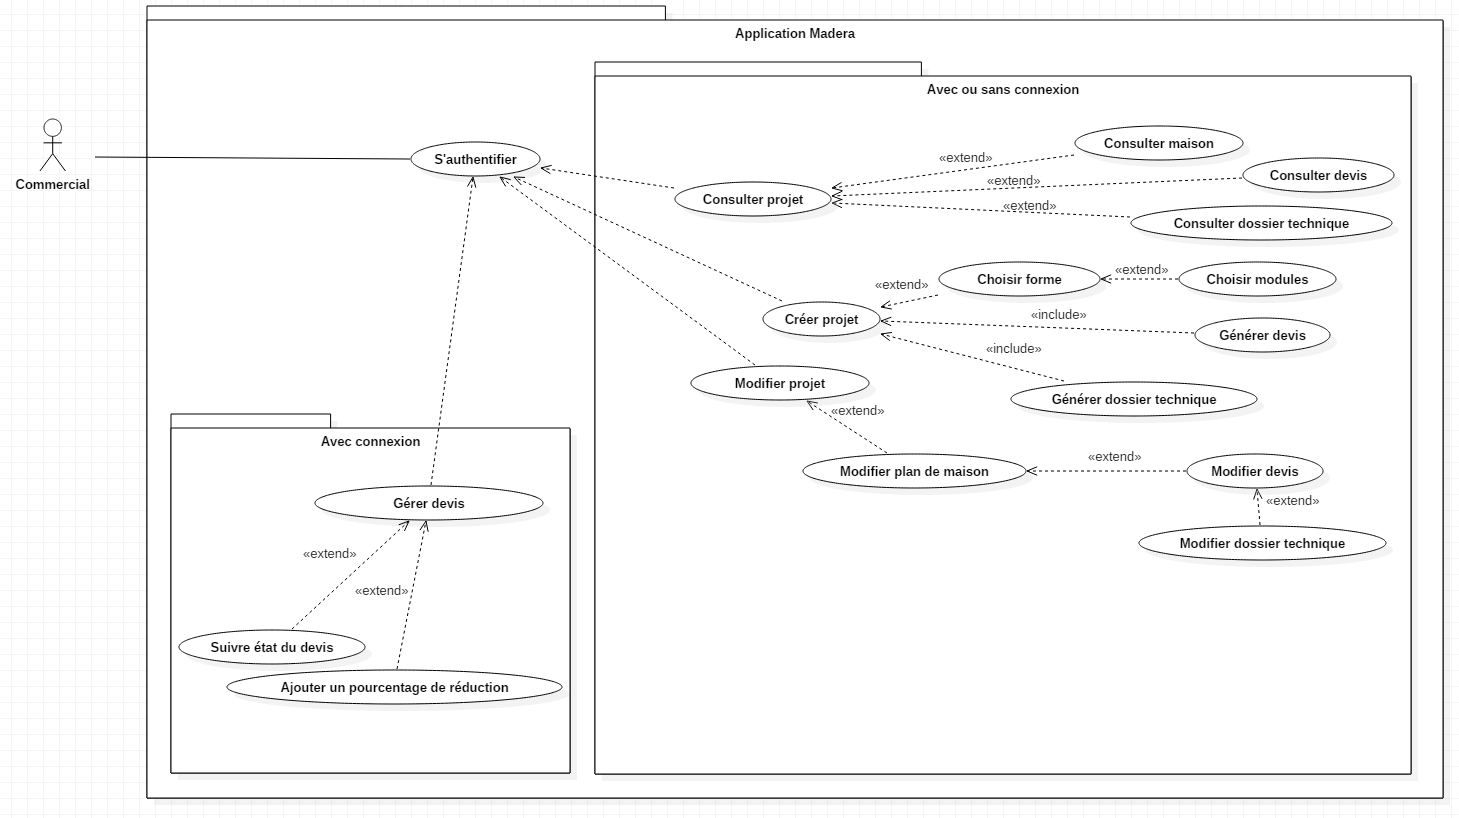 Application Madera
Avec ou sans connexion
Commercial
S'authentifier
Consulter projet
«extend»
Consulter maison
«extend»
Consulter devis
«extend»
Consulter dossier technique
Créer projet
«extend»
Choisir forme
«extend»
Choisir modules
«include»
Générer devis
«include»
Générer dossier technique
Modifier projet
«extend»
Modifier plan de maison
«extend»
Modifier devis
«extend»
Modifier dossier technique
Avec connexion
Gérer devis
«extend»
«extend»
Suivre état du devis
Ajouter un pourcentage de réduction